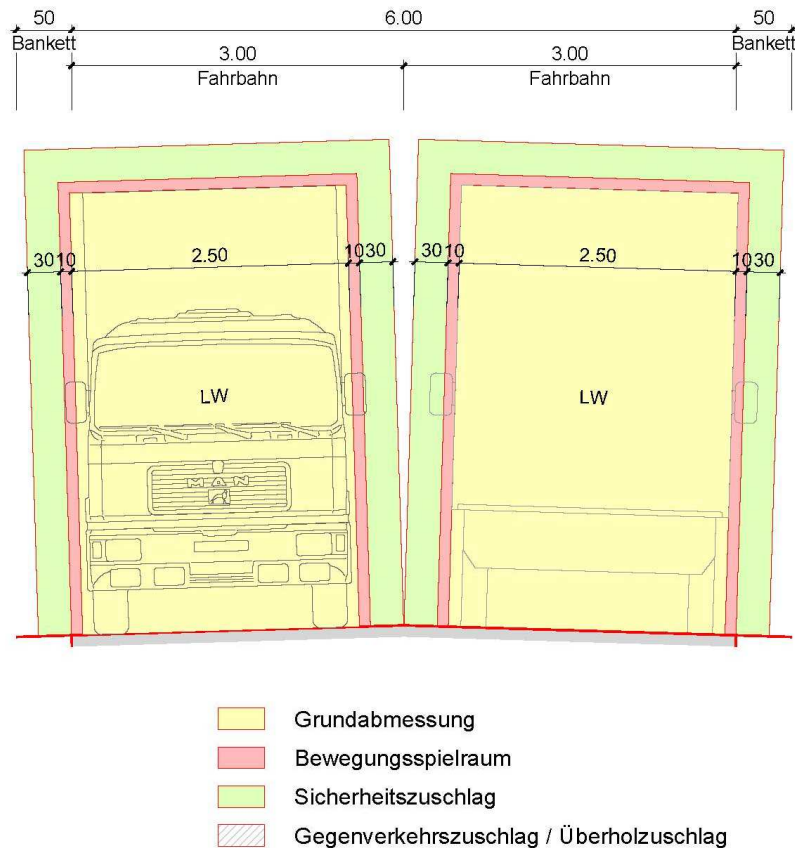 50 6.00 50
Bankett Bankett
3.00 3.00
Fahrbahn Fahrbahn
30 10 2.50 10 30 30 10 2.50 10 30
LW LW
MAN
Grundabmessung
Bewegungsspielraum
Sicherheitszuschlag
Gegenverkehrszuschlag / Überholzuschlag